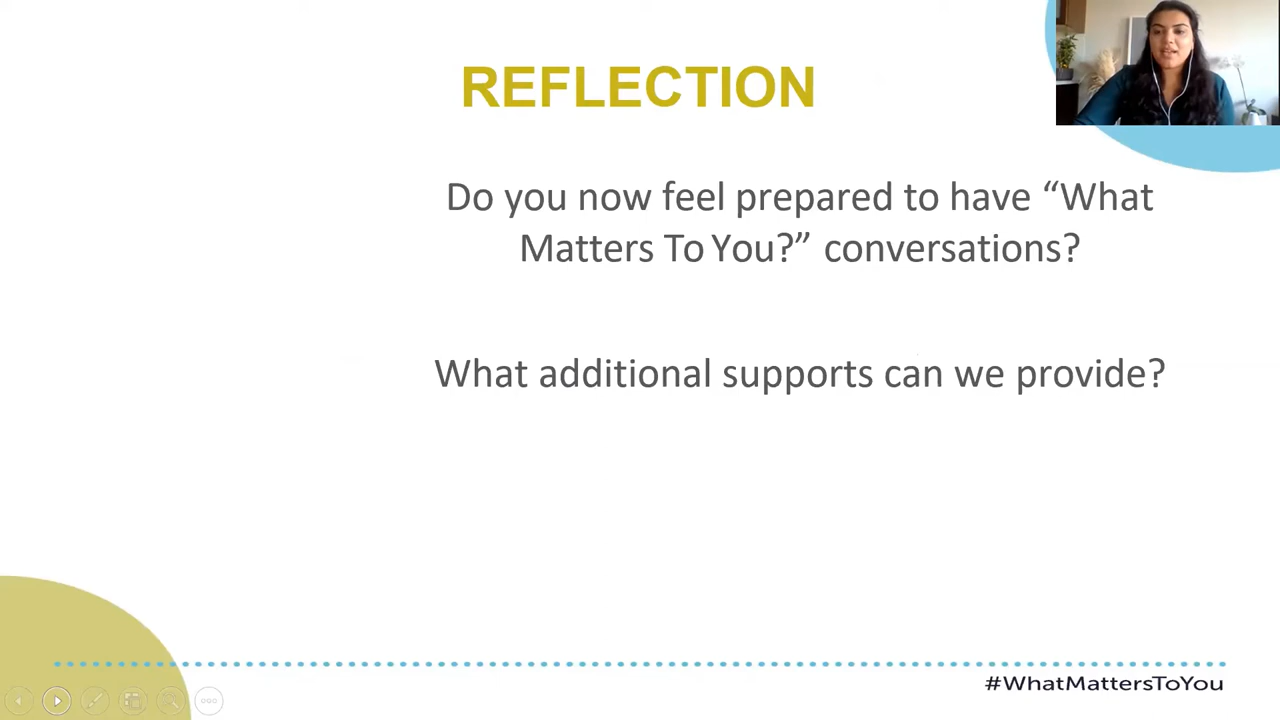 REFLECTION
Do you now feel prepared to have “What
Matters To You?” conversations?
What additional supports can we provide?
#WhatMattersToYou